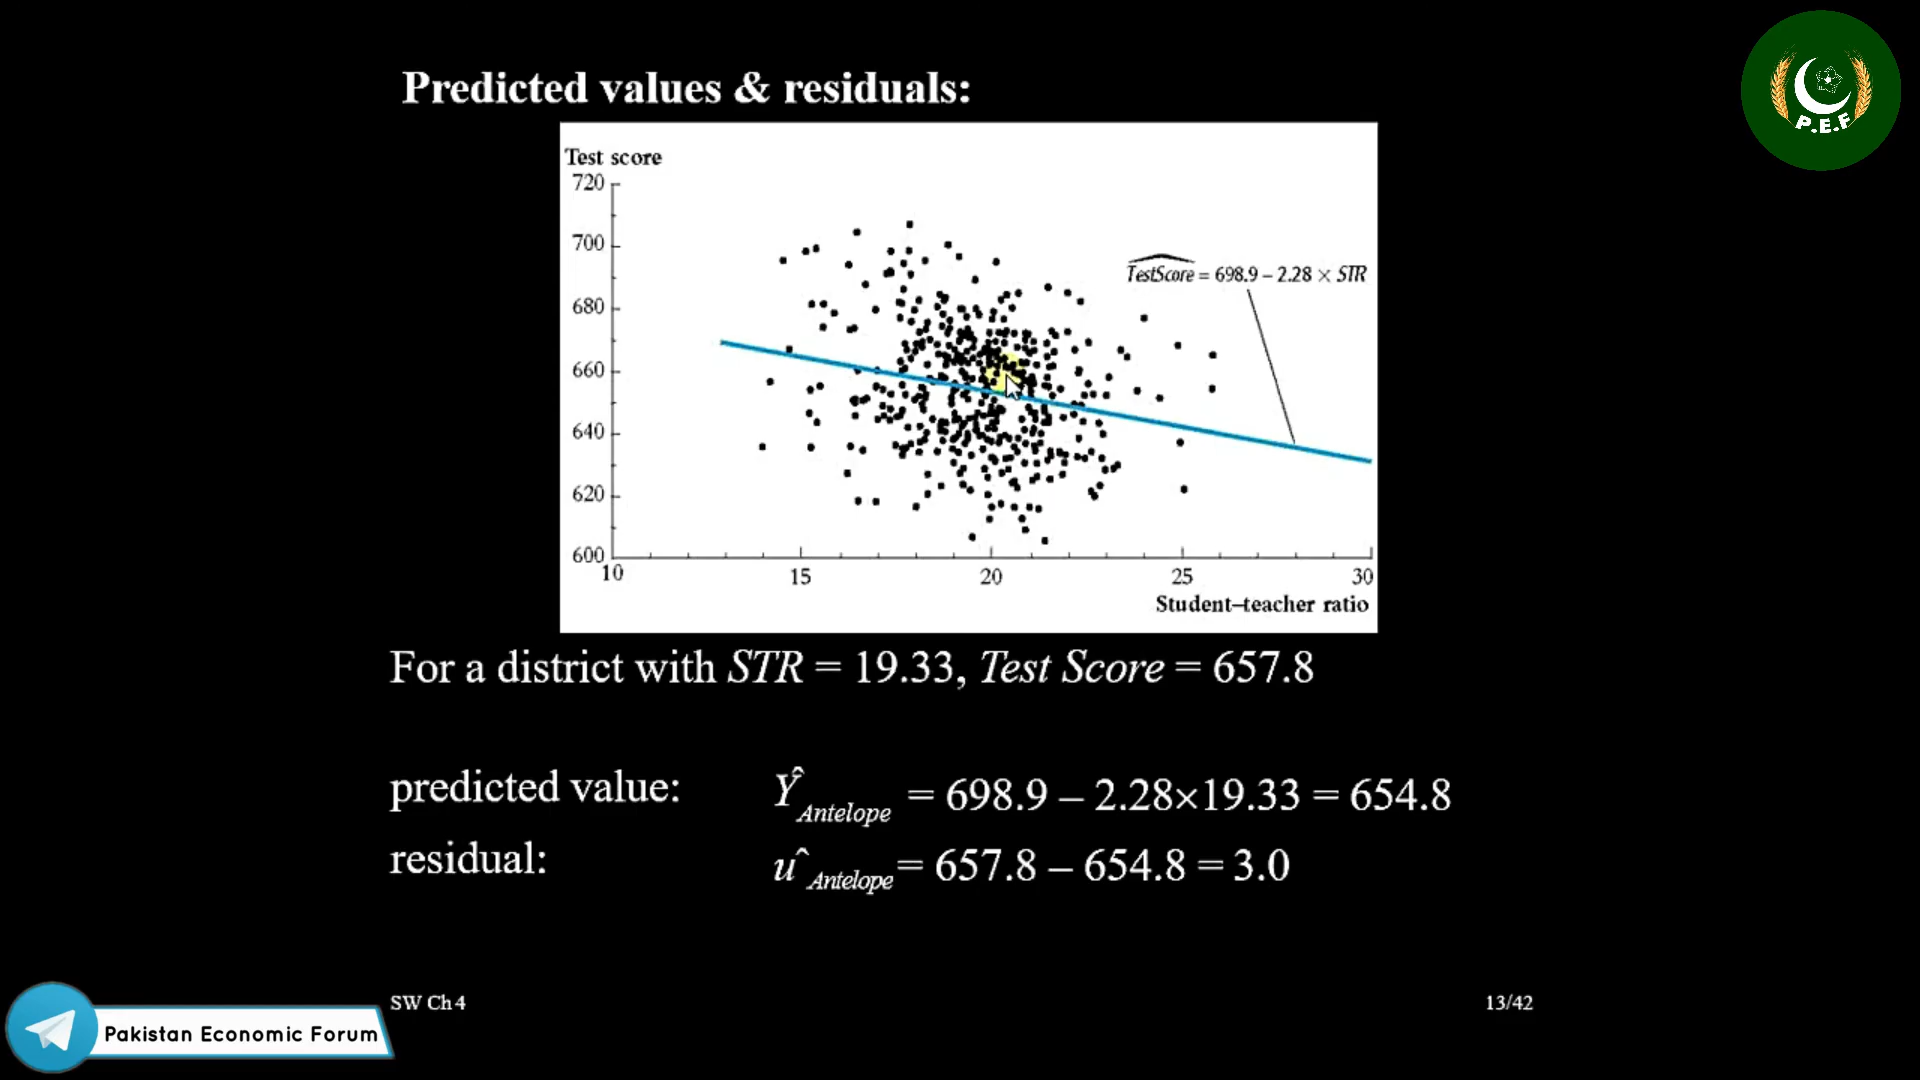 Predicted values & residuals:
P.E.F
Test score
720
700
680
660
640
620
600
10
15
20
25
30
Student–teacher ratio
TestScore = 698.9 – 2.28 × STR
For a district with STR = 19.33, Test Score = 657.8
predicted value: Ŷ Antelope = 698.9 – 2.28×19.33 = 654.8
residual: û Antelope = 657.8 – 654.8 = 3.0
SW Ch 4
13/42
Pakistan Economic Forum